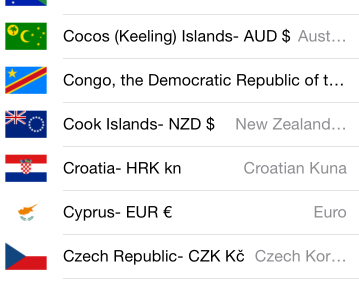 Cocos (Keeling) Islands- AUD $ Aust...
Congo, the Democratic Republic of t...
Cook Islands- NZD $ New Zealand...
Croatia- HRK kn Croatian Kuna
Cyprus- EUR € Euro
Czech Republic- CZK Kč Czech Kor...